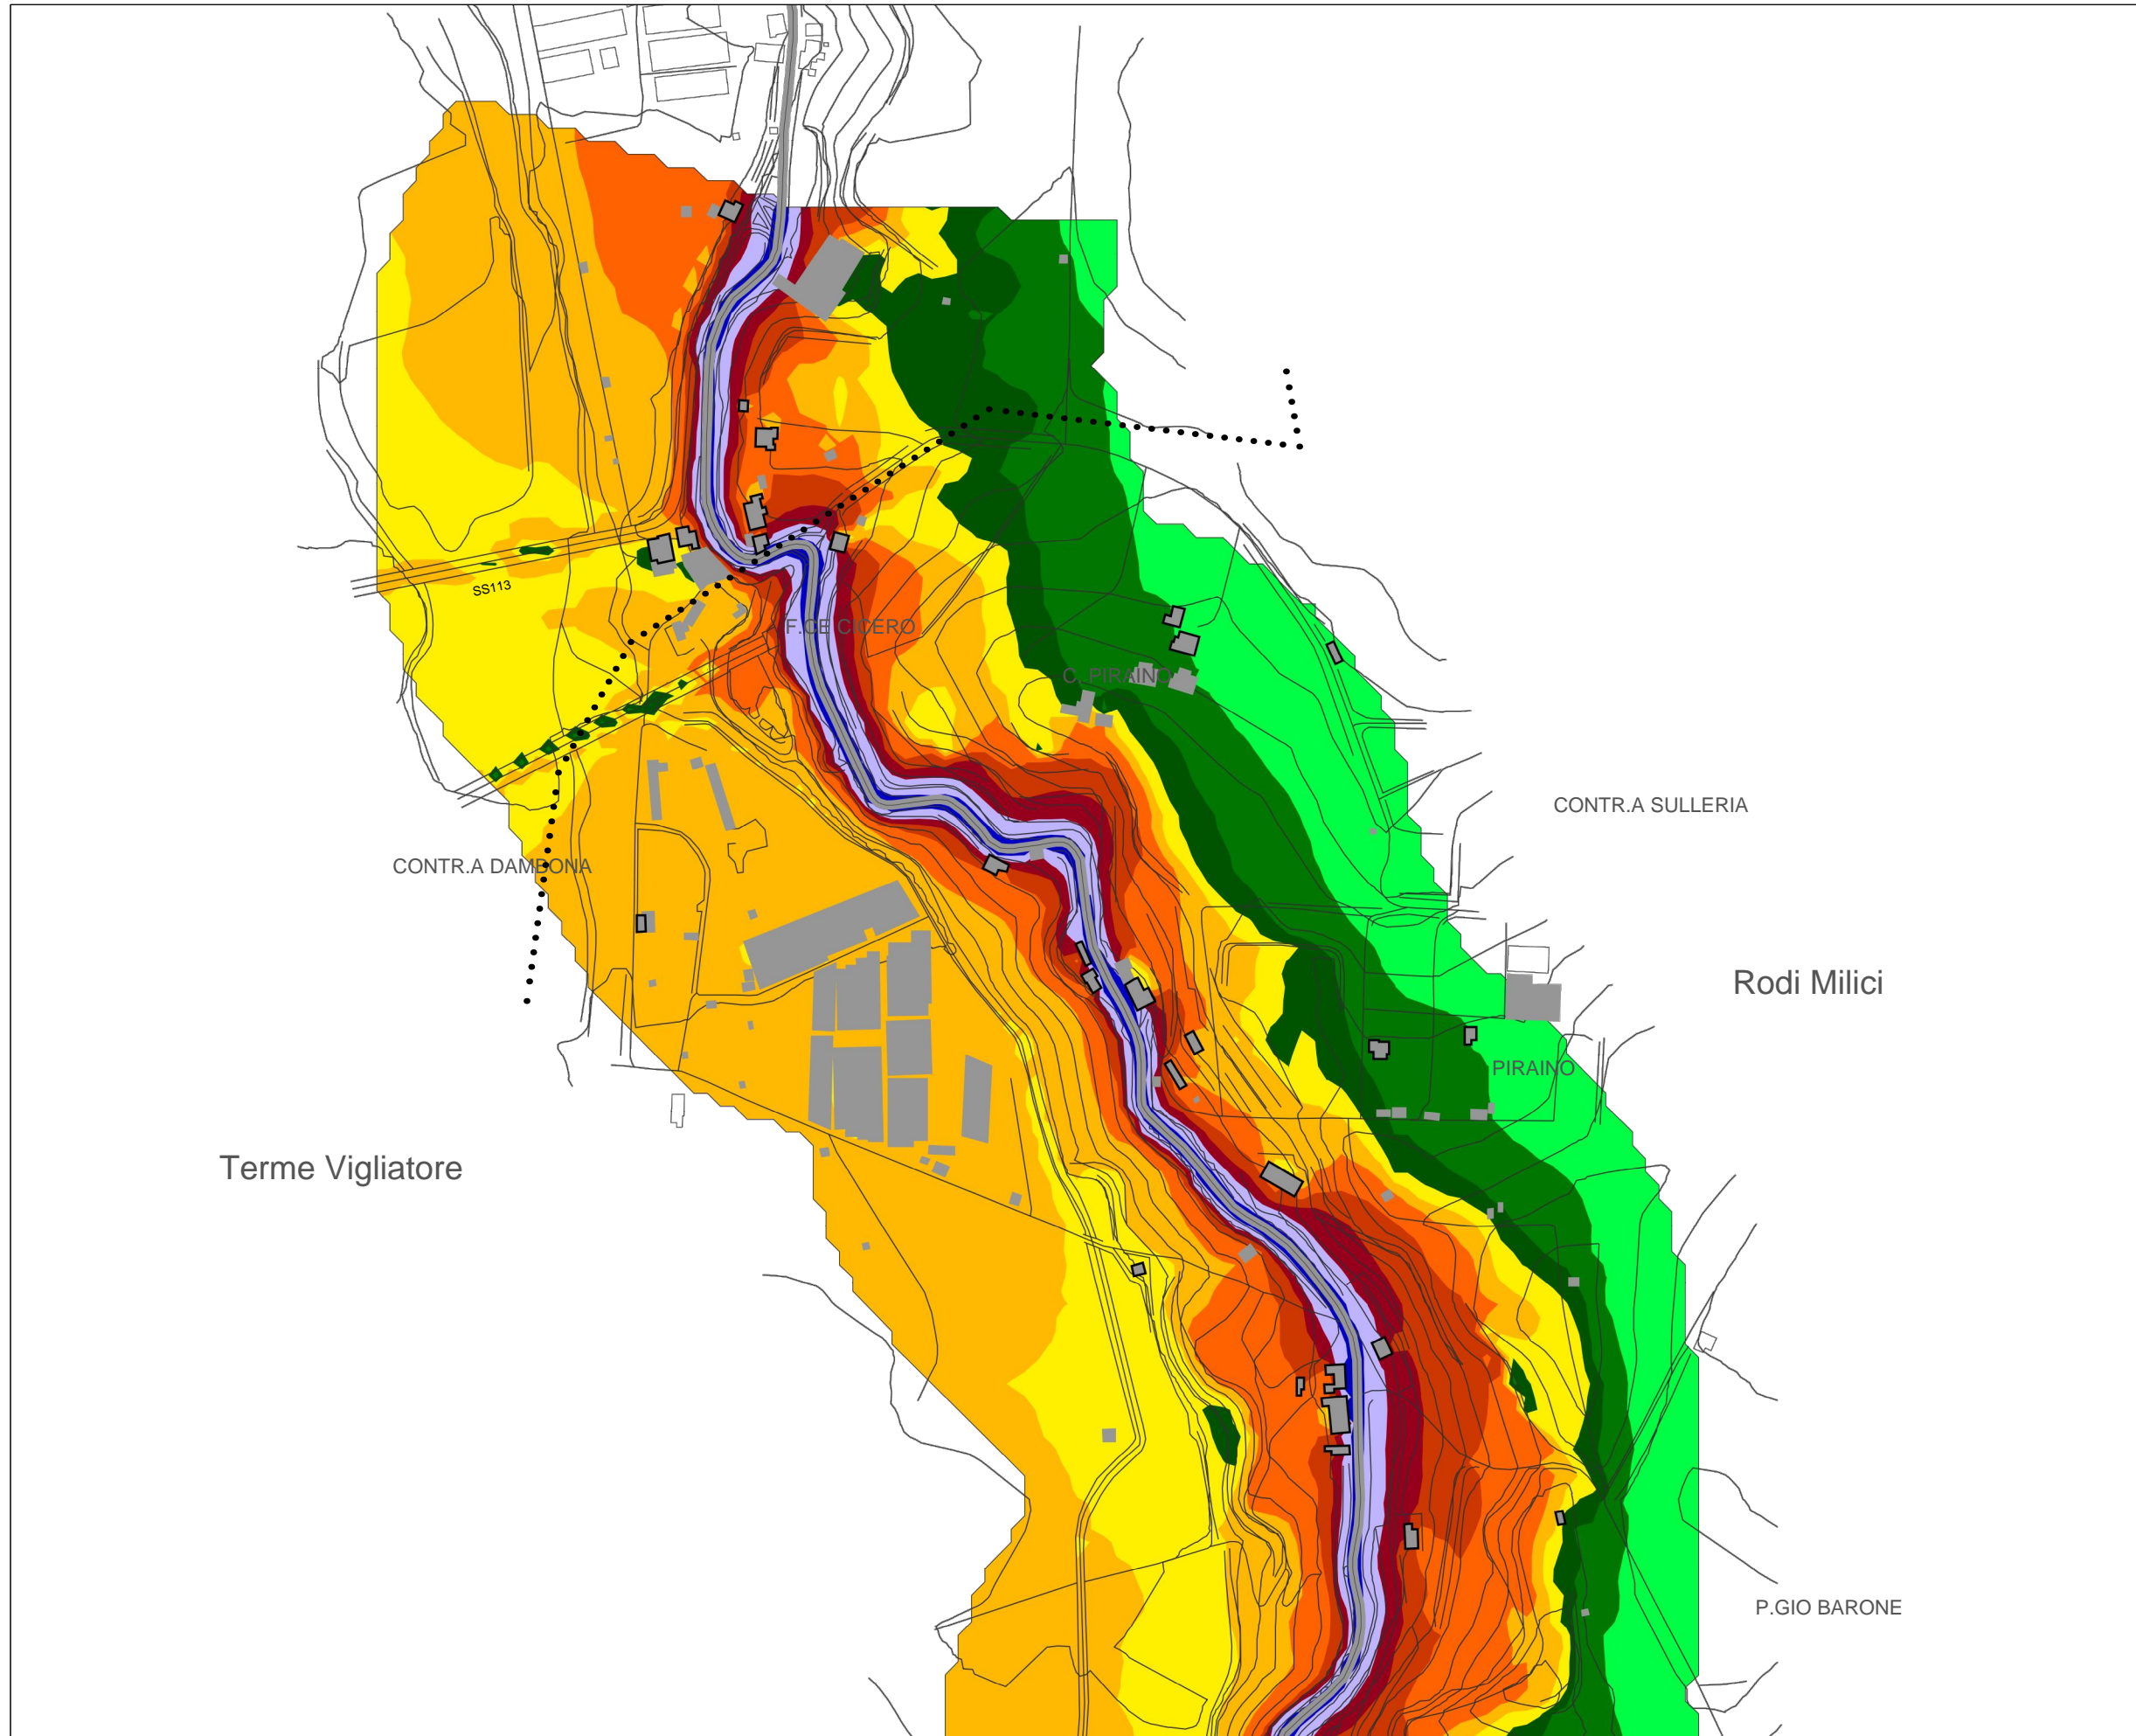 SS113
F.CE CICERO
C. PIRAINO
CONTR.A SULLERIA
CONTR.A DAMBONA
Rodi Milici
PIRAINO
Terme Vigliatore
P.GIO BARONE